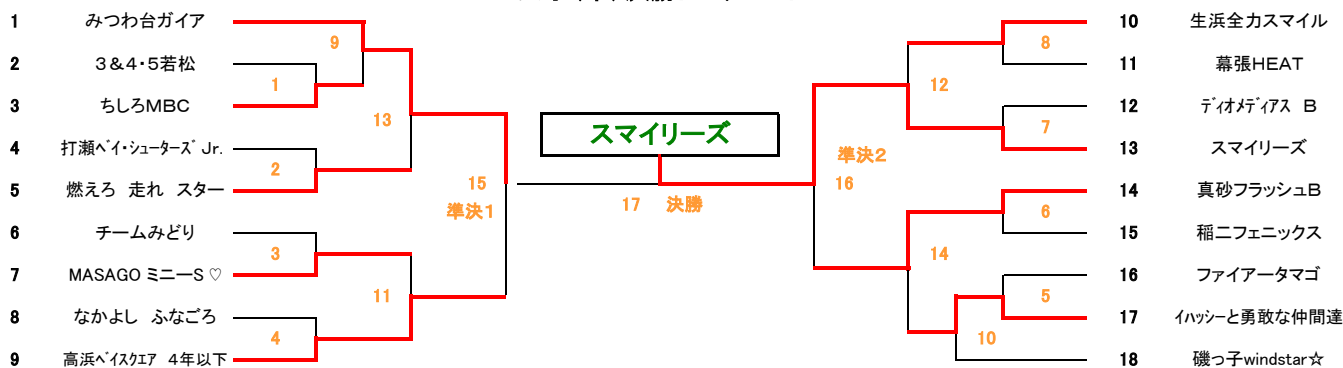 1 みつわ台ガイア
2 3＆4・5若松
3 ちしろMBC
4 打瀬ﾍﾞｲ・ｼｭｰﾀｰｽﾞ Jr.
5 燃えろ 走れ スター
6 チームみどり
7 MASAGO ミニーS ♡
8 なかよし ふなごろ
9 高浜ﾍﾞｲｽｸｴｱ 4年以下
9
1
2
3
4
13
11
15
準決1
スマイリーズ
17 決勝
準決2
16
12
14
8
7
6
5
10
10 生浜全力スマイル
11 幕張HEAT
12 ﾃﾞｨｵﾒﾃﾞｨｱｽ B
13 スマイリーズ
14 真砂フラッシュB
15 稲二フェニックス
16 ファイアータマゴ
17 ｲﾊｯｼｰと勇敢な仲間達
18 磯っ子windstar☆